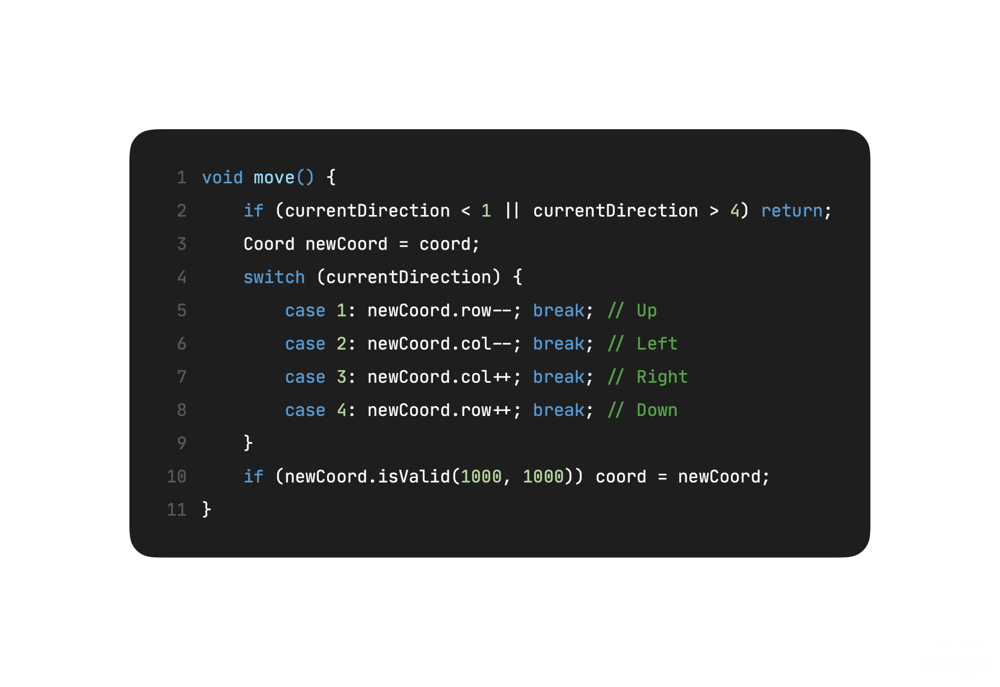 1 void move() {
2 if (currentDirection < 1 || currentDirection > 4) return;
3 Coord newCoord = coord;
4 switch (currentDirection) {
5 case 1: newCoord.row--; break; // Up
6 case 2: newCoord.col--; break; // Left
7 case 3: newCoord.col++; break; // Right
8 case 4: newCoord.row++; break; // Down
9 }
10 if (newCoord.isValid(1000, 1000)) coord = newCoord;
11 }